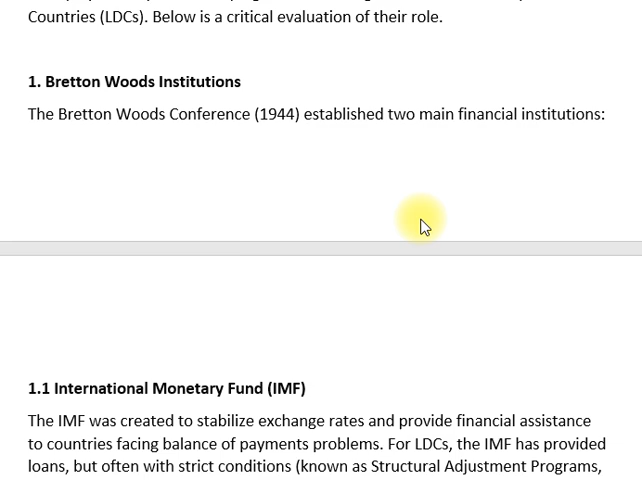 Countries (LDCs). Below is a critical evaluation of their role.
1. Bretton Woods Institutions
The Bretton Woods Conference (1944) established two main financial institutions:
1.1 International Monetary Fund (IMF)
The IMF was created to stabilize exchange rates and provide financial assistance
to countries facing balance of payments problems. For LDCs, the IMF has provided
loans, but often with strict conditions (known as Structural Adjustment Programs,